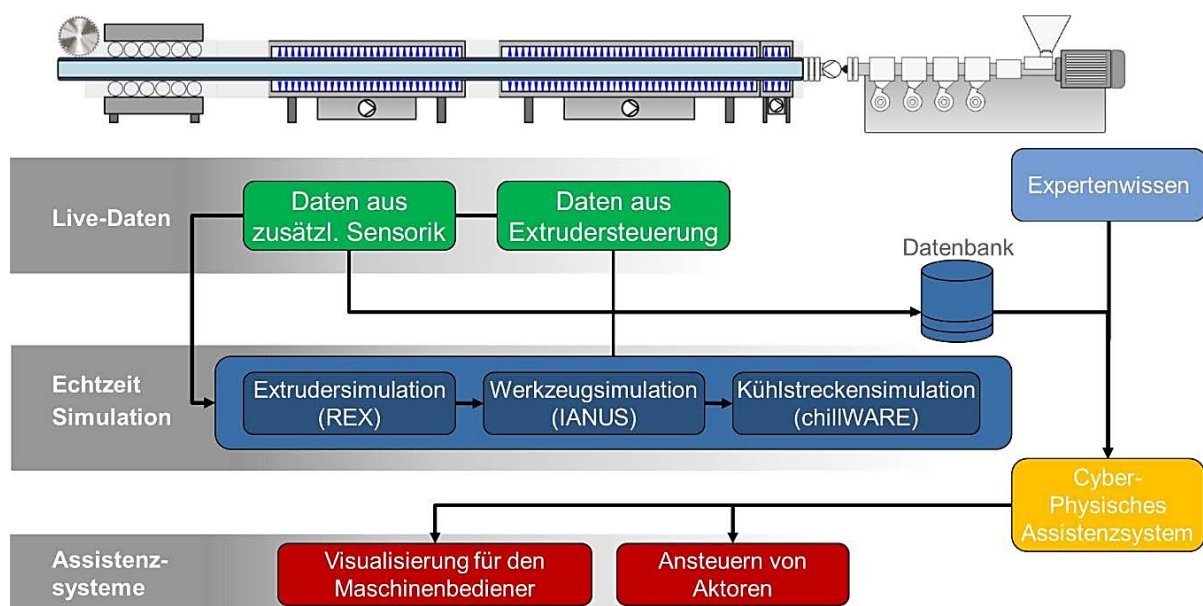 Live-Daten
Daten aus
zusätzl. Sensorik
Daten aus
Extrudersteuerung
Expertenwissen
Datenbank
Echtzeit
Simulation
Extrudersimulation
(REX)
Werkzeugsimulation
(IANUS)
Kühlstreckensimulation
(chillWARE)
Cyber-
Physisches
Assistenzsystem
Assistenz-
systeme
Visualisierung für den
Maschinenbediener
Ansteuern von
Aktoren